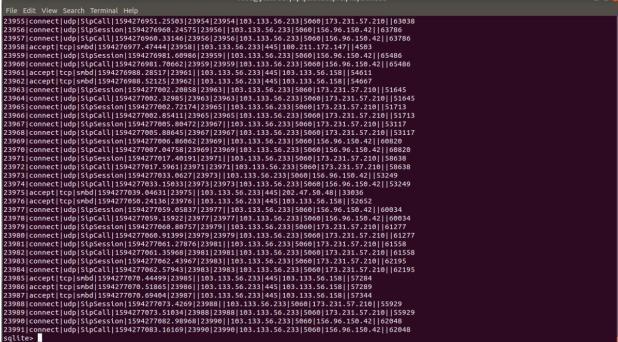 File Edit View Search Terminal Help
23955|connect|udp|SipCall|1594276951.25503|23954|23954|103.133.56.233|5060|173.231.57.210||63038
23956|connect|udp|SipSession|1594276960.24575|23956||103.133.56.233|5060|156.96.150.42||63786
23957|connect|udp|SipCall|1594276960.33146|23956|23956|103.133.56.233|5060|156.96.150.42||63786
23958|accept|tcp|smbd|1594276977.47444|23958||103.133.56.233|445|180.211.172.147||4503
23959|connect|udp|SipSession|1594276981.60986|23959||103.133.56.233|5060|156.96.150.42||65486
23960|connect|udp|SipCall|1594276981.70662|23959|23959|103.133.56.233|5060|156.96.150.42||65486
23961|accept|tcp|smbd|1594276988.28517|23961||103.133.56.233|445|103.133.56.158||54611
23962|accept|tcp|smbd|1594276988.52125|23962||103.133.56.233|445|103.133.56.158||54667
23963|connect|udp|SipSession|1594277002.20858|23963||103.133.56.233|5060|173.231.57.210||51645
23964|connect|udp|SipCall|1594277002.32985|23963|23963|103.133.56.233|5060|173.231.57.210||51645
23965|connect|udp|SipSession|1594277002.72174|23965||103.133.56.233|5060|173.231.57.210||51713
23966|connect|udp|SipCall|1594277002.85411|23965|23965|103.133.56.233|5060|173.231.57.210||51713
23967|connect|udp|SipSession|1594277005.80472|23967||103.133.56.233|5060|173.231.57.210||53117
23968|connect|udp|SipCall|1594277005.88645|23967|23967|103.133.56.233|5060|173.231.57.210||53117
23969|connect|udp|SipSession|1594277006.86062|23969||103.133.56.233|5060|156.96.150.42||60820
23970|connect|udp|SipCall|1594277007.04758|23969|23969|103.133.56.233|5060|156.96.150.42||60820
23971|connect|udp|SipSession|1594277017.40191|23971||103.133.56.233|5060|173.231.57.210||58638
23972|connect|udp|SipCall|1594277017.5961|23971|23971|103.133.56.233|5060|173.231.57.210||58638
23973|connect|udp|SipSession|1594277033.0627|23973||103.133.56.233|5060|156.96.150.42||53249
23974|connect|udp|SipCall|1594277033.15033|23973|23973|103.133.56.233|5060|156.96.150.42||53249
23975|accept|tcp|smbd|1594277039.04631|23975||103.133.56.233|445|202.47.50.48||33036
23976|accept|tcp|smbd|1594277050.24136|23976||103.133.56.233|445|103.133.56.158||52652
23977|connect|udp|SipSession|1594277059.05837|23977||103.133.56.233|5060|156.96.150.42||60034
23978|connect|udp|SipCall|1594277059.15922|23977|23977|103.133.56.233|5060|156.96.150.42||60034
23979|connect|udp|SipSession|1594277060.80757|23979||103.133.56.233|5060|173.231.57.210||61277
23980|connect|udp|SipCall|1594277060.91399|23979|23979|103.133.56.233|5060|173.231.57.210||61277
23981|connect|udp|SipSession|1594277061.27876|23981||103.133.56.233|5060|173.231.57.210||61558
23982|connect|udp|SipCall|1594277061.35968|23981|23981|103.133.56.233|5060|173.231.57.210||61558
23983|connect|udp|SipSession|1594277062.43967|23983||103.133.56.233|5060|173.231.57.210||62195
23984|connect|udp|SipCall|1594277062.57943|23983|23983|103.133.56.233|5060|173.231.57.210||62195
23985|accept|tcp|smbd|1594277070.44499|23985||103.133.56.233|445|103.133.56.158||57284
23986|accept|tcp|smbd|1594277070.51865|23986||103.133.56.233|445|103.133.56.158||57289
23987|accept|tcp|smbd|1594277070.69404|23987||103.133.56.233|445|103.133.56.158||57344
23988|connect|udp|SipSession|1594277073.4269|23988||103.133.56.233|5060|173.231.57.210||55929
23989|connect|udp|SipCall|1594277073.51034|23988|23988|103.133.56.233|5060|173.231.57.210||55929
23990|connect|udp|SipSession|1594277082.98968|23990||103.133.56.233|5060|156.96.150.42||62048
23991|connect|udp|SipCall|1594277083.16169|23990|23990|103.133.56.233|5060|156.96.150.42||62048
sqlite>